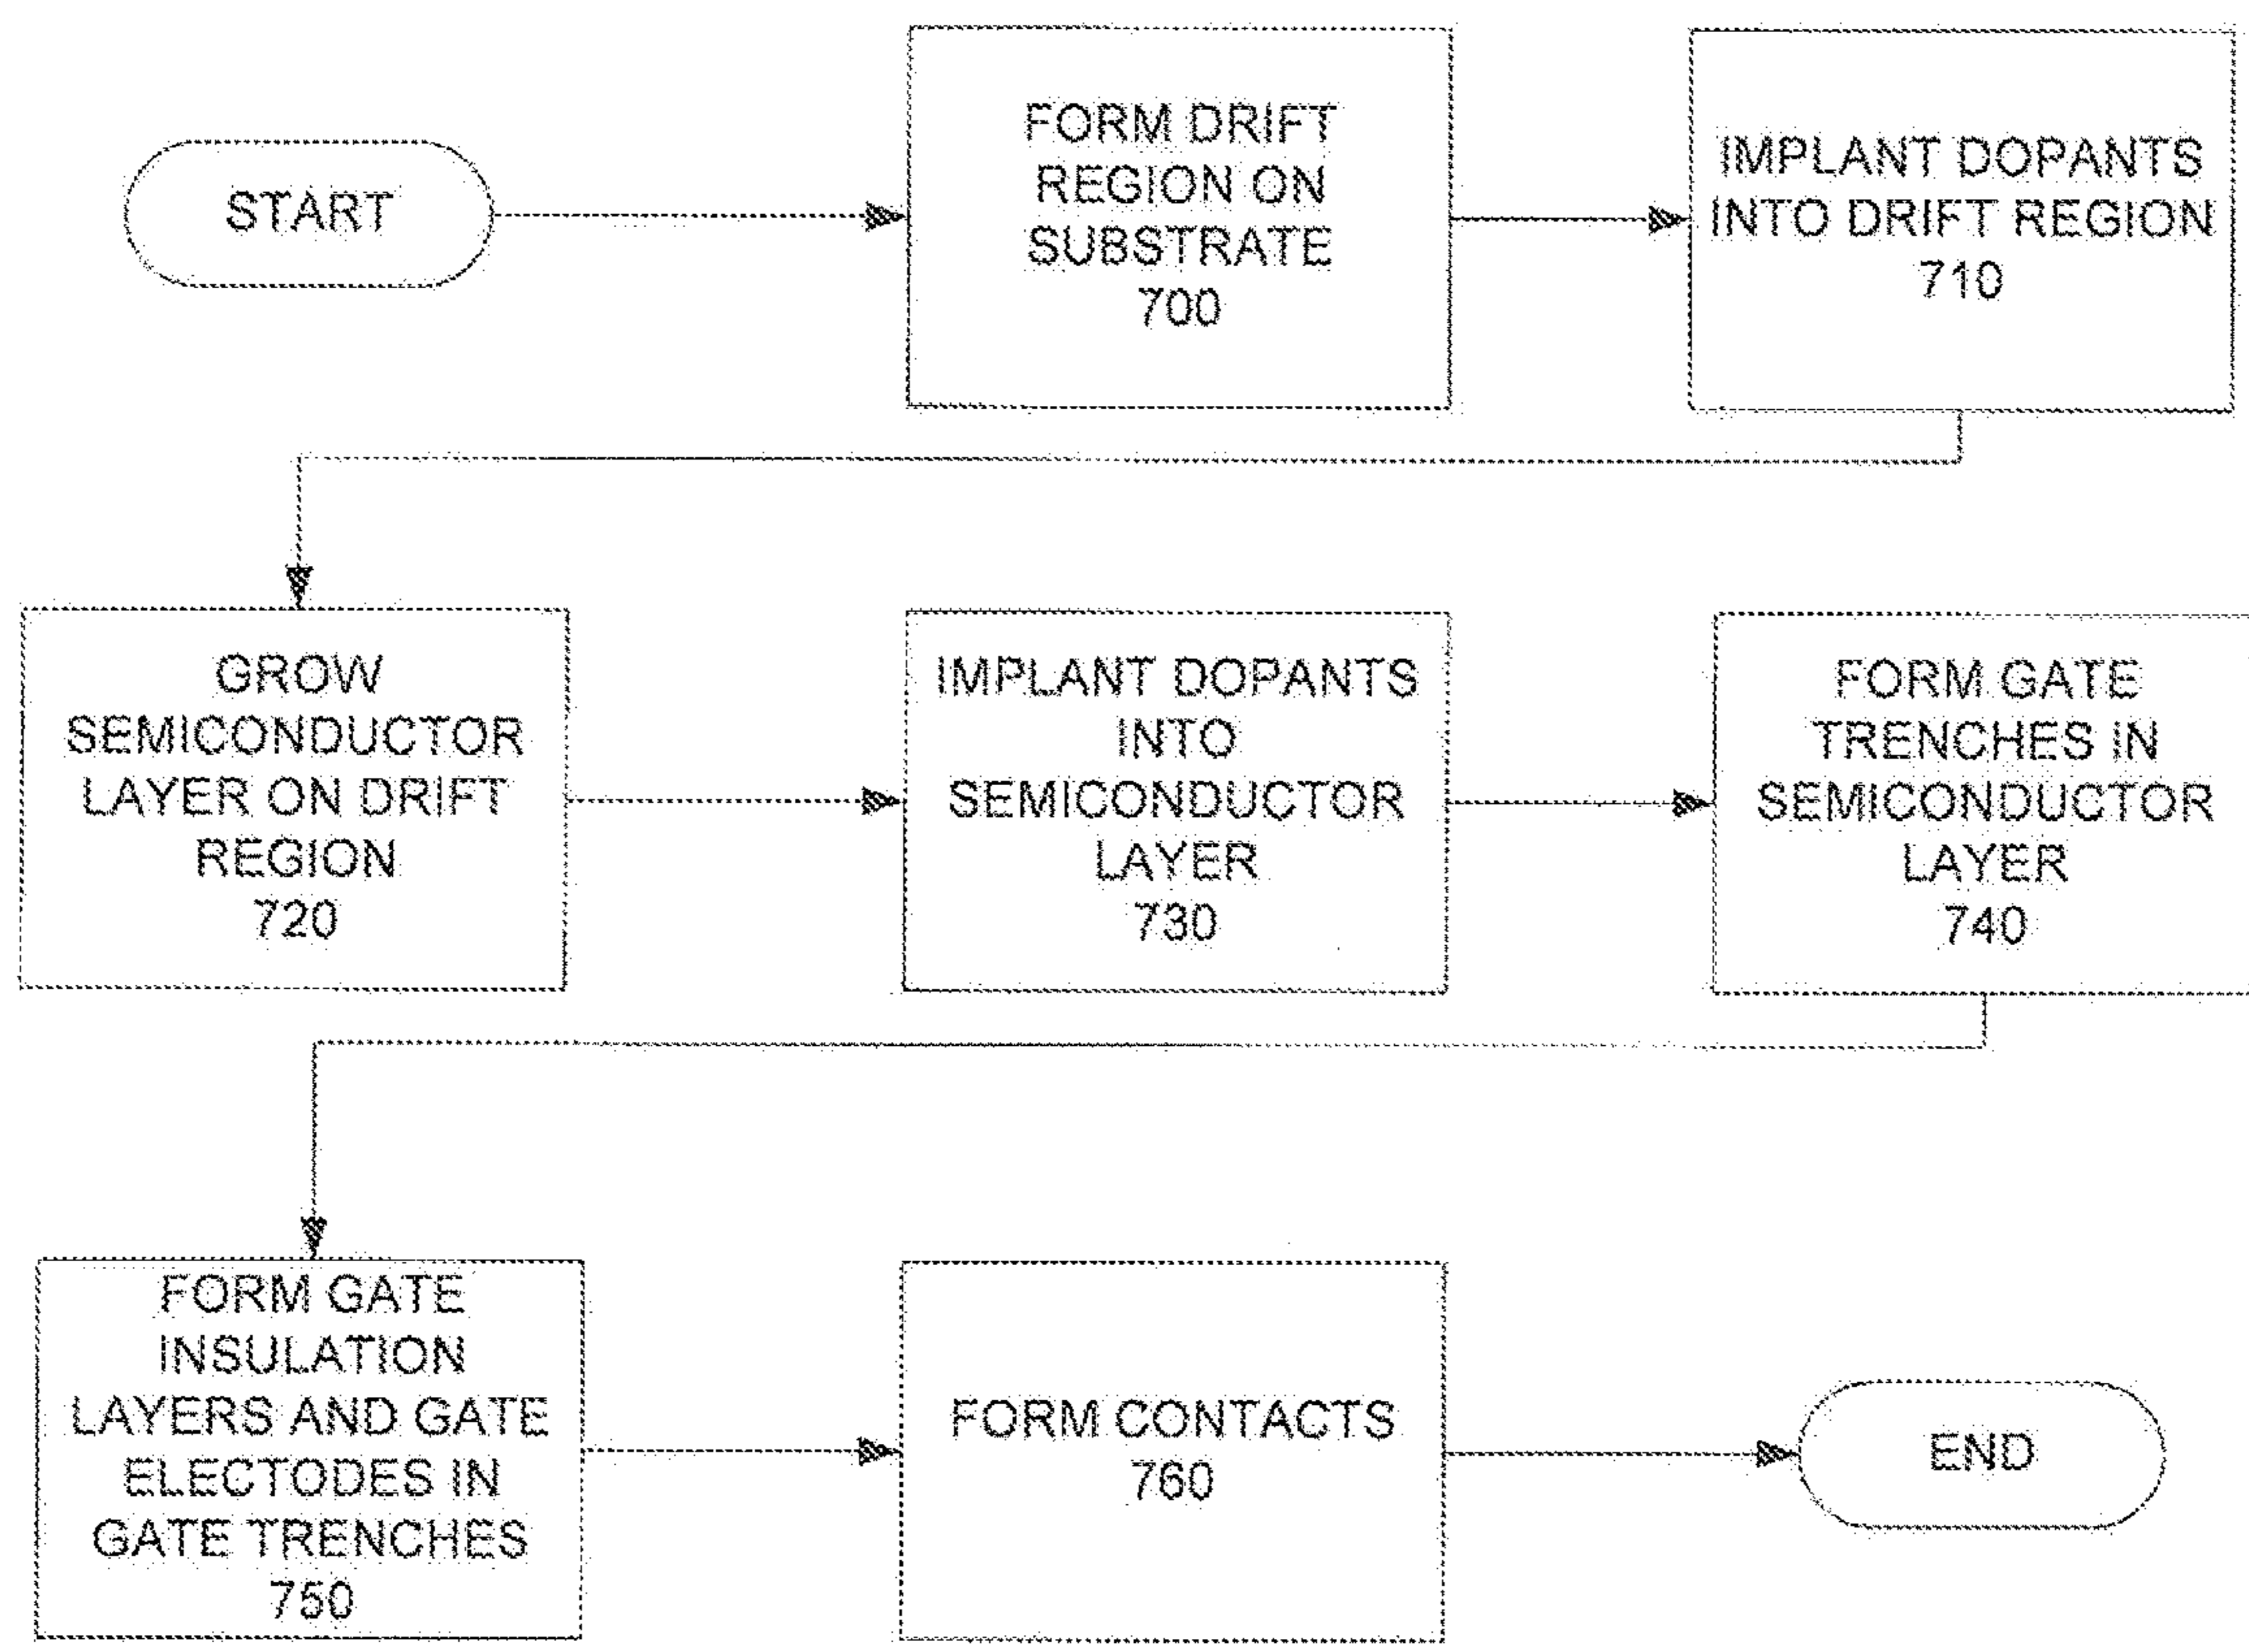 START
FORM DRIFT
REGION ON
SUBSTRATE
700
IMPLANT DOPANTS
INTO DRIFT REGION
710
GROW
SEMICONDUCTOR
LAYER ON DRIFT
REGION
720
IMPLANT DOPANTS
INTO
SEMICONDUCTOR
LAYER
730
FORM GATE
TRENCHES IN
SEMICONDUCTOR
LAYER
740
FORM GATE
INSULATION
LAYERS AND GATE
ELECTODES IN
GATE TRENCHES
750
FORM CONTACTS
760
END